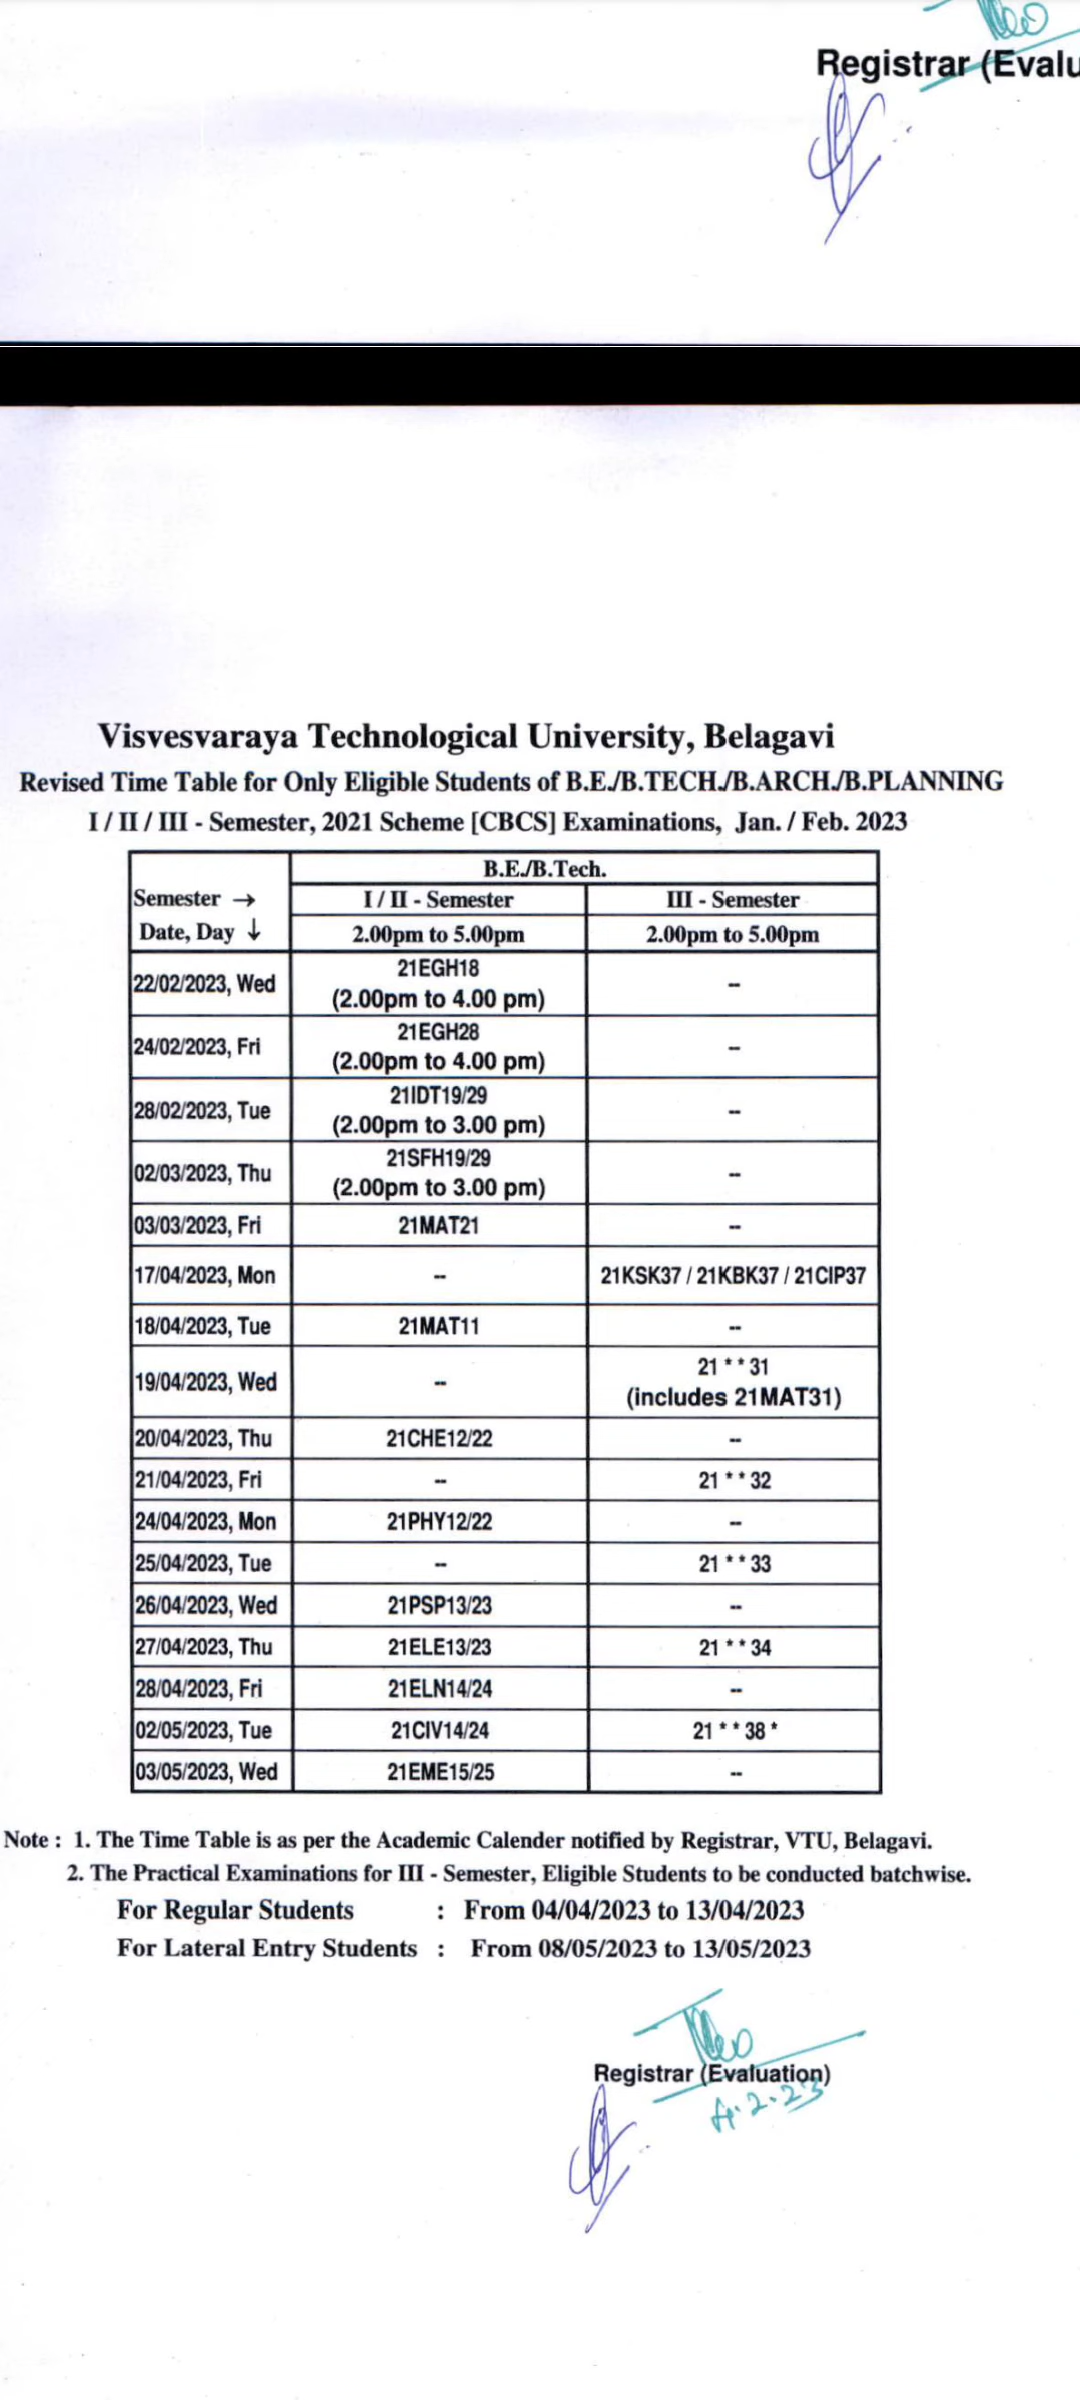 Registrar (Evalu
Visvesvaraya Technological University, Belagavi
Revised Time Table for Only Eligible Students of B.E./B.TECH./B.ARCH./B.PLANNING
I / II / III - Semester, 2021 Scheme [CBCS] Examinations, Jan. / Feb. 2023
B.E./B.Tech.
Semester → I / II - Semester III - Semester
Date, Day ↓ 2.00pm to 5.00pm 2.00pm to 5.00pm
22/02/2023, Wed 21EGH18 (2.00pm to 4.00 pm) --
24/02/2023, Fri 21EGH28 (2.00pm to 4.00 pm) --
28/02/2023, Tue 21IDT19/29 (2.00pm to 3.00 pm) --
02/03/2023, Thu 21SFH19/29 (2.00pm to 3.00 pm) --
03/03/2023, Fri 21MAT21 --
17/04/2023, Mon -- 21KSK37 / 21KBK37 / 21CIP37
18/04/2023, Tue 21MAT11 --
19/04/2023, Wed -- 21 * * 31 (includes 21MAT31)
20/04/2023, Thu 21CHE12/22 --
21/04/2023, Fri -- 21 * * 32
24/04/2023, Mon 21PHY12/22 --
25/04/2023, Tue -- 21 * * 33
26/04/2023, Wed 21PSP13/23 --
27/04/2023, Thu 21ELE13/23 21 * * 34
28/04/2023, Fri 21ELN14/24 --
02/05/2023, Tue 21CIV14/24 21 * * 38 *
03/05/2023, Wed 21EME15/25 --
Note : 1. The Time Table is as per the Academic Calender notified by Registrar, VTU, Belagavi.
2. The Practical Examinations for III - Semester, Eligible Students to be conducted batchwise.
For Regular Students : From 04/04/2023 to 13/04/2023
For Lateral Entry Students : From 08/05/2023 to 13/05/2023
Registrar (Evaluation)